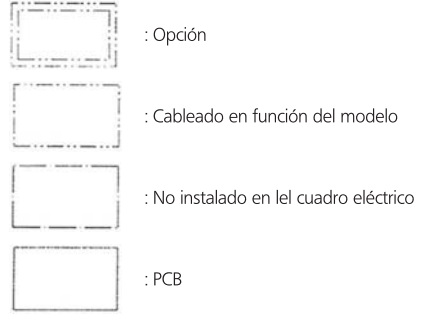 : Opción
: Cableado en función del modelo
: No instalado en lel cuadro eléctrico
: PCB